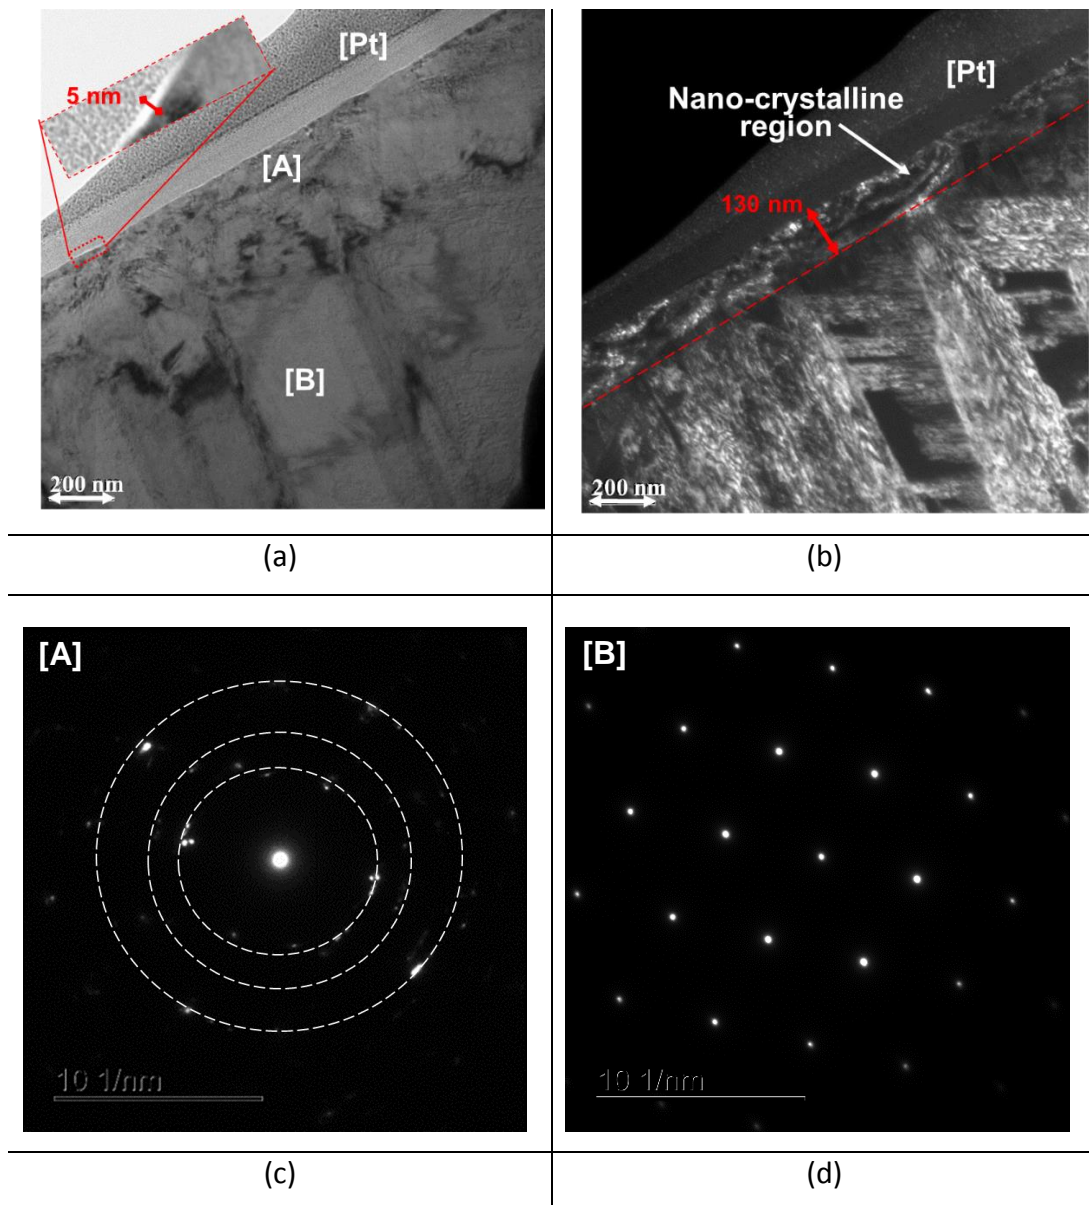 [Pt]
5 nm
[A]
[B]
200 nm
[Pt]
Nano-crystalline
region
130 nm
200 nm
(a)
(b)
[A]
10 1/nm
[B]
10 1/nm
(c)
(d)